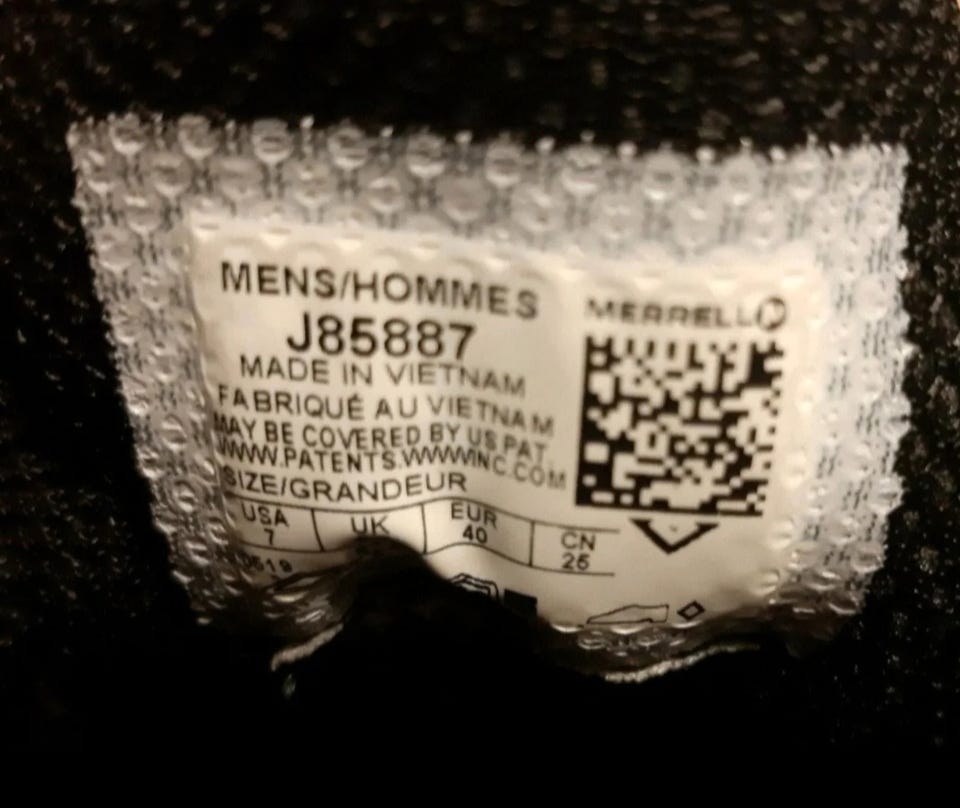 MENS/HOMMES
J85887
MADE IN VIETNAM
FABRIQUÉ AU VIETNAM
MAY BE COVERED BY US PAT.
WWW.PATENTS.WWWINC.COM
SIZE/GRANDEUR
USA UK EUR CN
7 40 25
0519
MERRELL